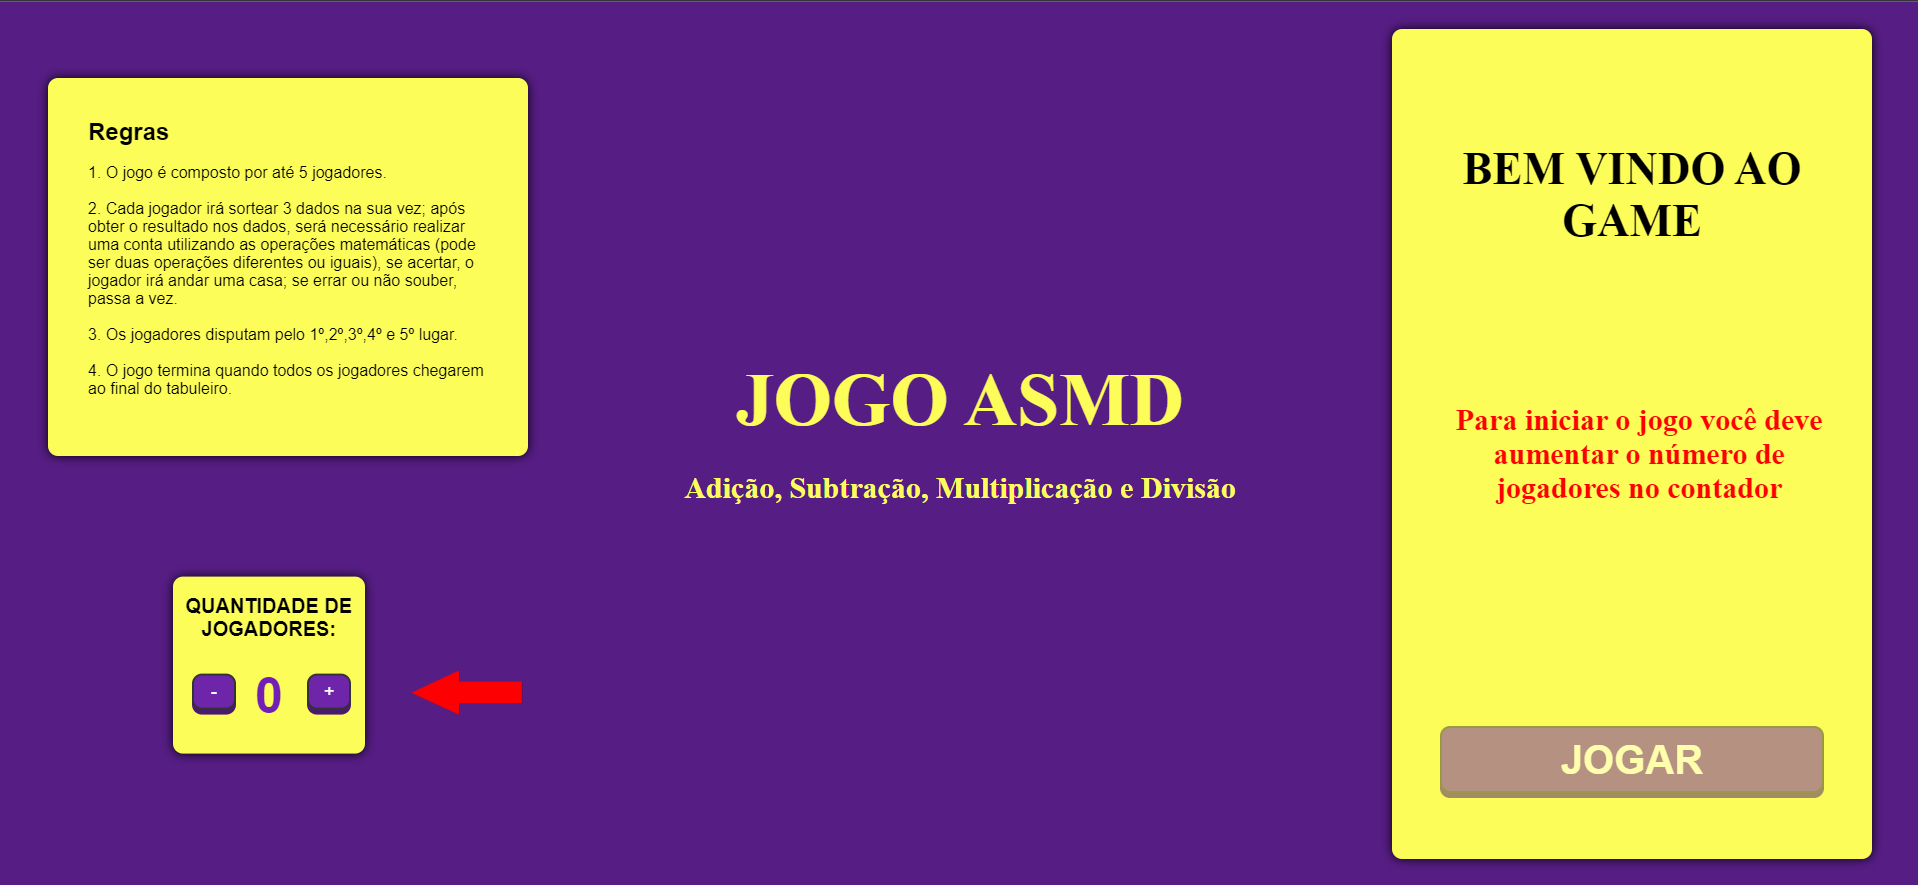 Regras
1. O jogo é composto por até 5 jogadores.
2. Cada jogador irá sortear 3 dados na sua vez; após
obter o resultado nos dados, será necessário realizar
uma conta utilizando as operações matemáticas (pode
ser duas operações diferentes ou iguais), se acertar, o
jogador irá andar uma casa; se errar ou não souber,
passa a vez.
3. Os jogadores disputam pelo 1º,2º,3º,4º e 5º lugar.
4. O jogo termina quando todos os jogadores chegarem
ao final do tabuleiro.
QUANTIDADE DE
JOGADORES:
- 0 +
JOGO ASMD
Adição, Subtração, Multiplicação e Divisão
BEM VINDO AO
GAME
Para iniciar o jogo você deve
aumentar o número de
jogadores no contador
JOGAR